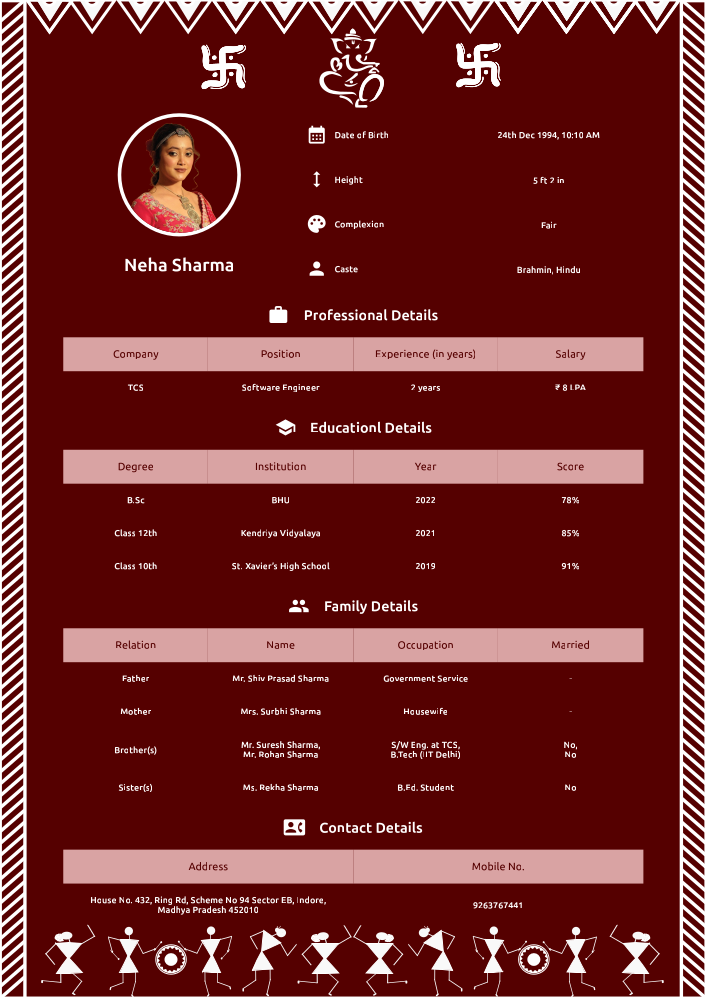 Date of Birth 24th Dec 1994, 10:10 AM
Height 5 ft 2 in
Complexion Fair
Neha Sharma
Caste Brahmin, Hindu
Professional Details
Company Position Experience (in years) Salary
TCS Software Engineer 2 years ₹ 8 LPA
Educationl Details
Degree Institution Year Score
B.Sc BHU 2022 78%
Class 12th Kendriya Vidyalaya 2021 85%
Class 10th St. Xavier's High School 2019 91%
Family Details
Relation Name Occupation Married
Father Mr. Shiv Prasad Sharma Government Service -
Mother Mrs. Surbhi Sharma Housewife -
Brother(s) Mr. Suresh Sharma, S/W Eng. at TCS, No,
Mr. Rohan Sharma B.Tech (IIT Delhi) No
Sister(s) Ms. Rekha Sharma B.Ed. Student No
Contact Details
Address Mobile No.
House No. 432, Ring Rd, Scheme No 94 Sector EB, Indore,
Madhya Pradesh 452010
9263767441